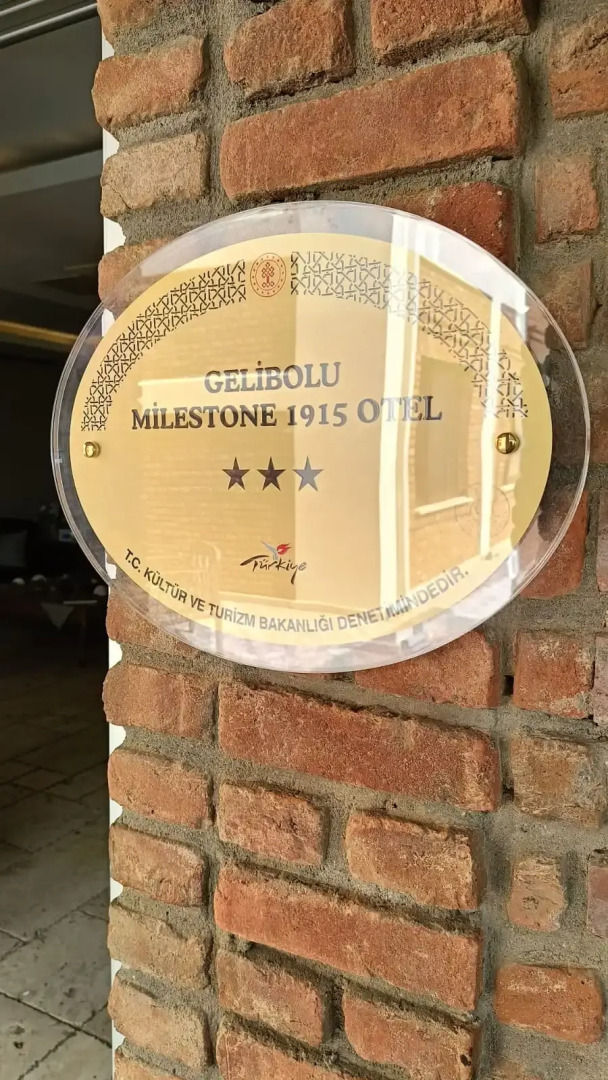 GELİBOLU
MİLESTONE 1915 OTEL
Türkiye
T.C. KÜLTÜR VE TURİZM BAKANLIĞI DENETİMİNDEDİR.